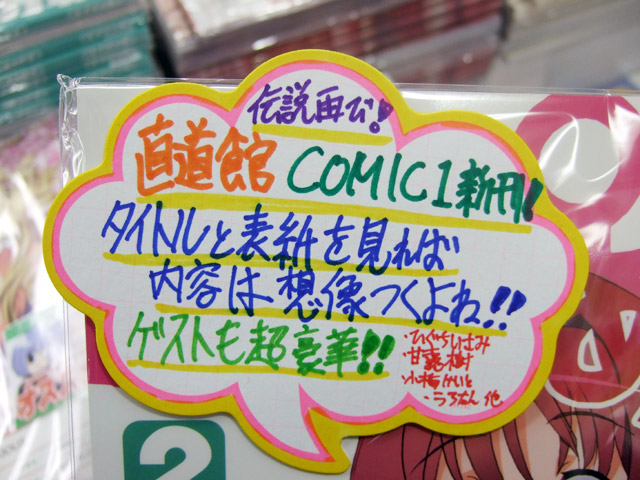 伝説再び!
直道館 COMIC1新刊!!
タイトルと表紙を見れば
内容は想像つくよね!!
ゲストも超豪華!!
・ひぐちいさみ
・甘露樹
・小梅けいと
・うろたん 他
2